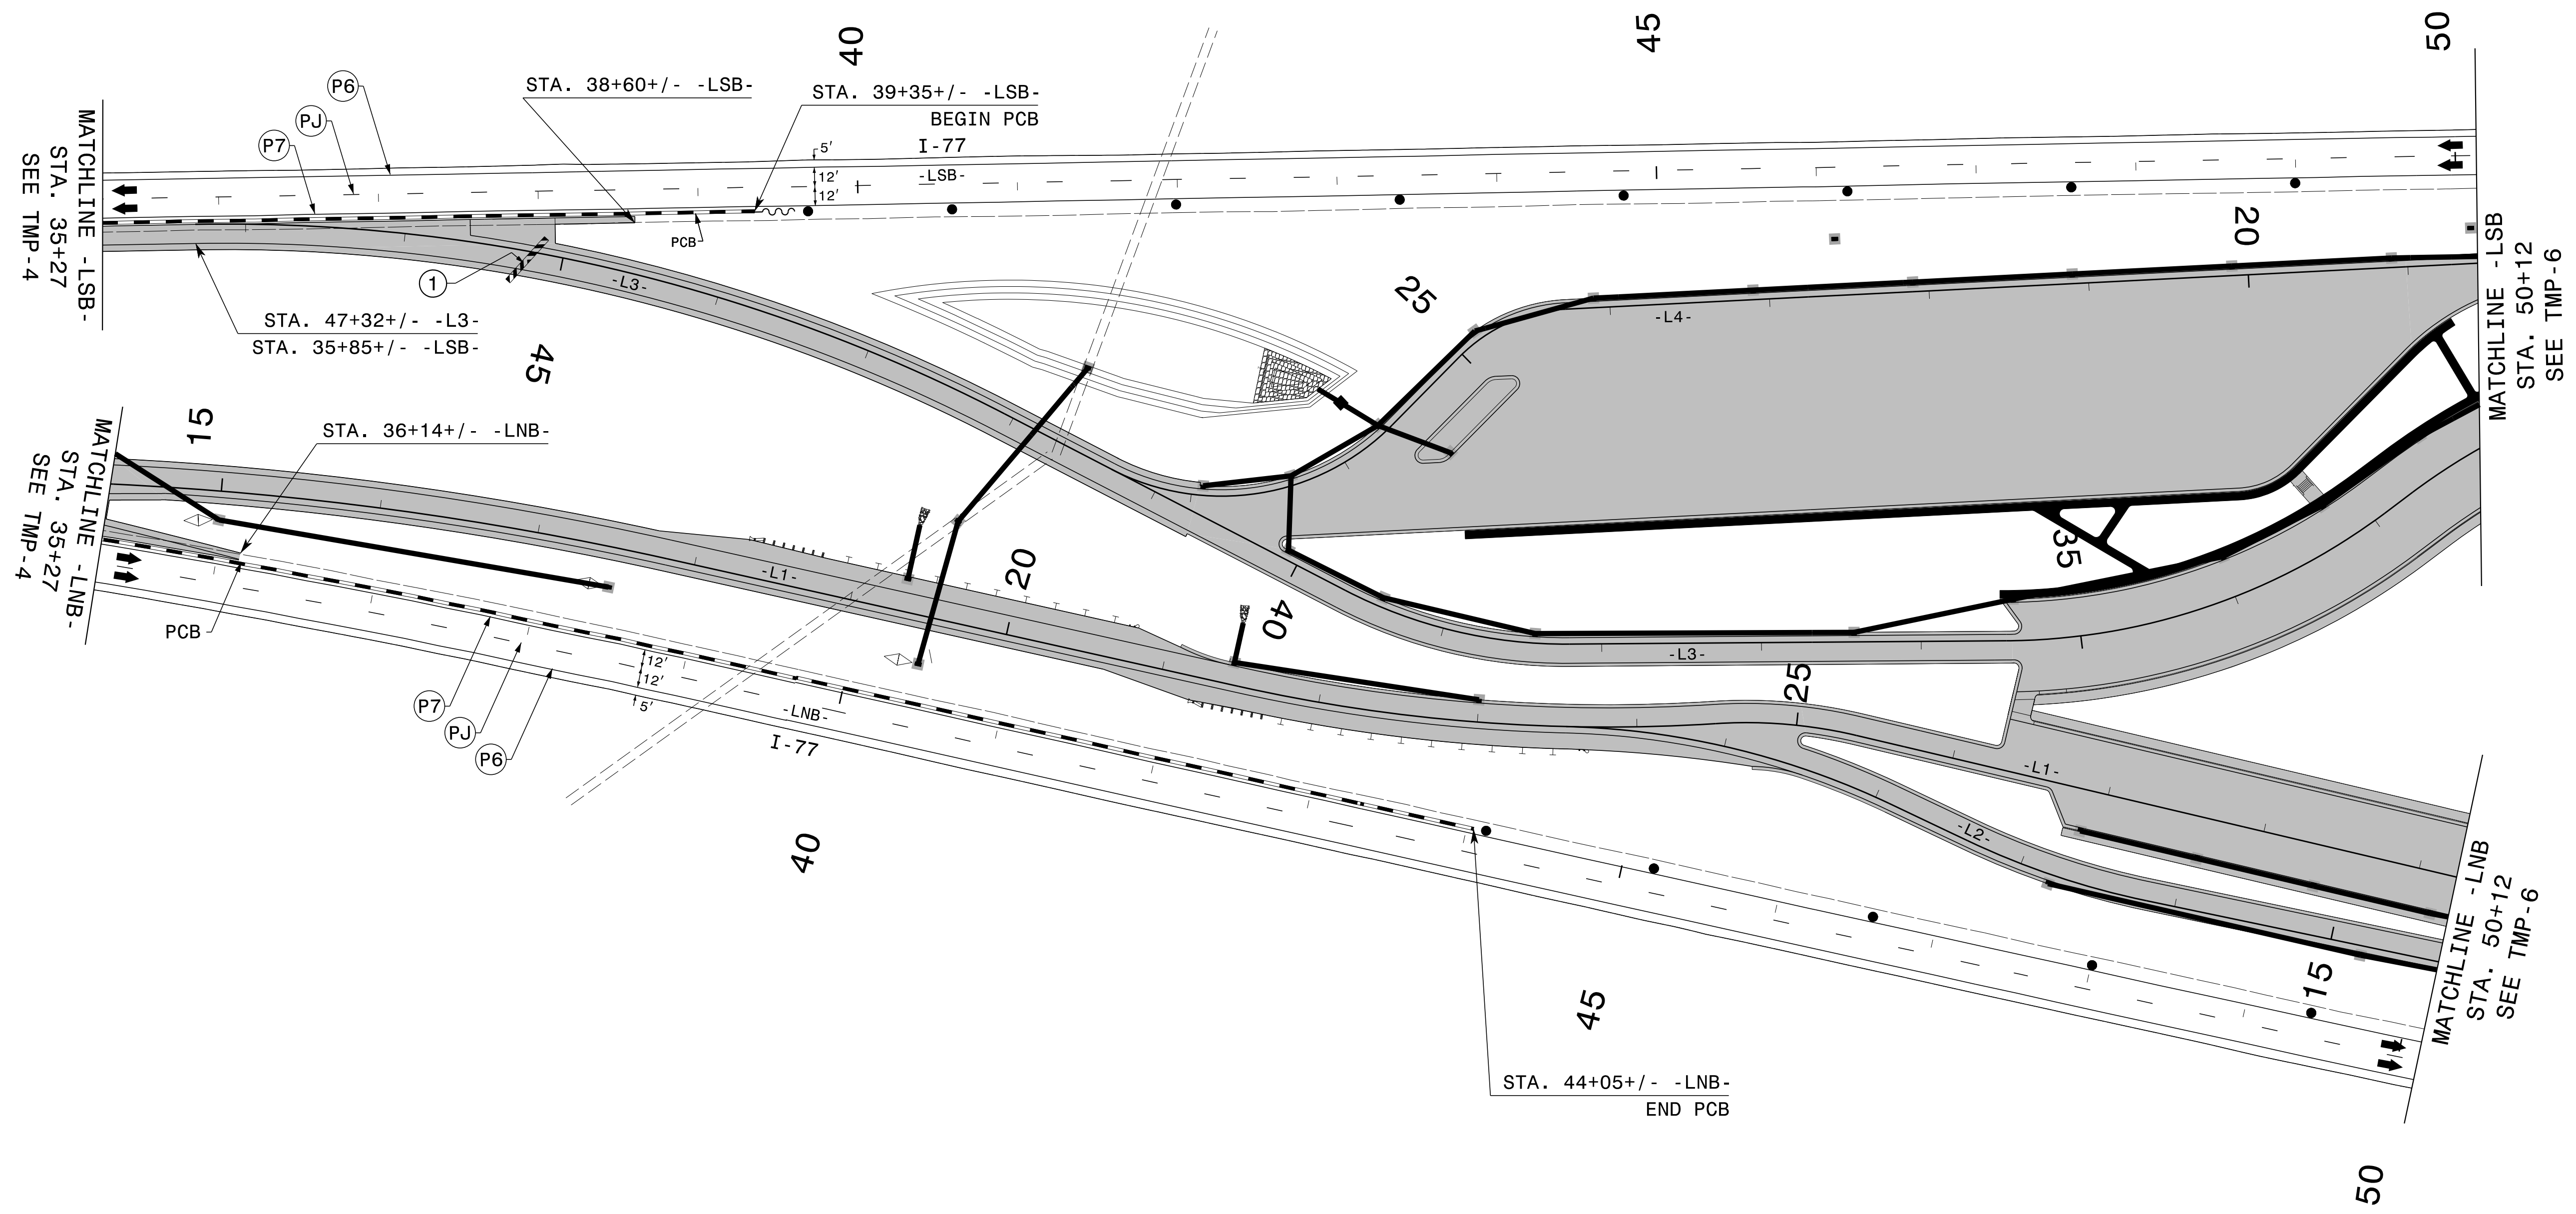 40
45
50
P6
PJ
P7
STA. 38+60+/- -LSB-
STA. 39+35+/- -LSB-
BEGIN PCB
I-77
5'
12'
12'
-LSB-
PCB
MATCHLINE -LSB-
STA. 35+27
SEE TMP-4
1
-L3-
STA. 47+32+/- -L3-
STA. 35+85+/- -LSB-
45
25
20
-L4-
MATCHLINE -LSB
STA. 50+12
SEE TMP-6
MATCHLINE -LNB-
STA. 35+27
SEE TMP-4
15
STA. 36+14+/- -LNB-
-L1-
20
40
35
-L3-
25
PCB
12'
12'
5'
P7
PJ
P6
-LNB-
I-77
-L1-
-L2-
40
45
15
MATCHLINE -LNB
STA. 50+12
SEE TMP-6
STA. 44+05+/- -LNB-
END PCB
50